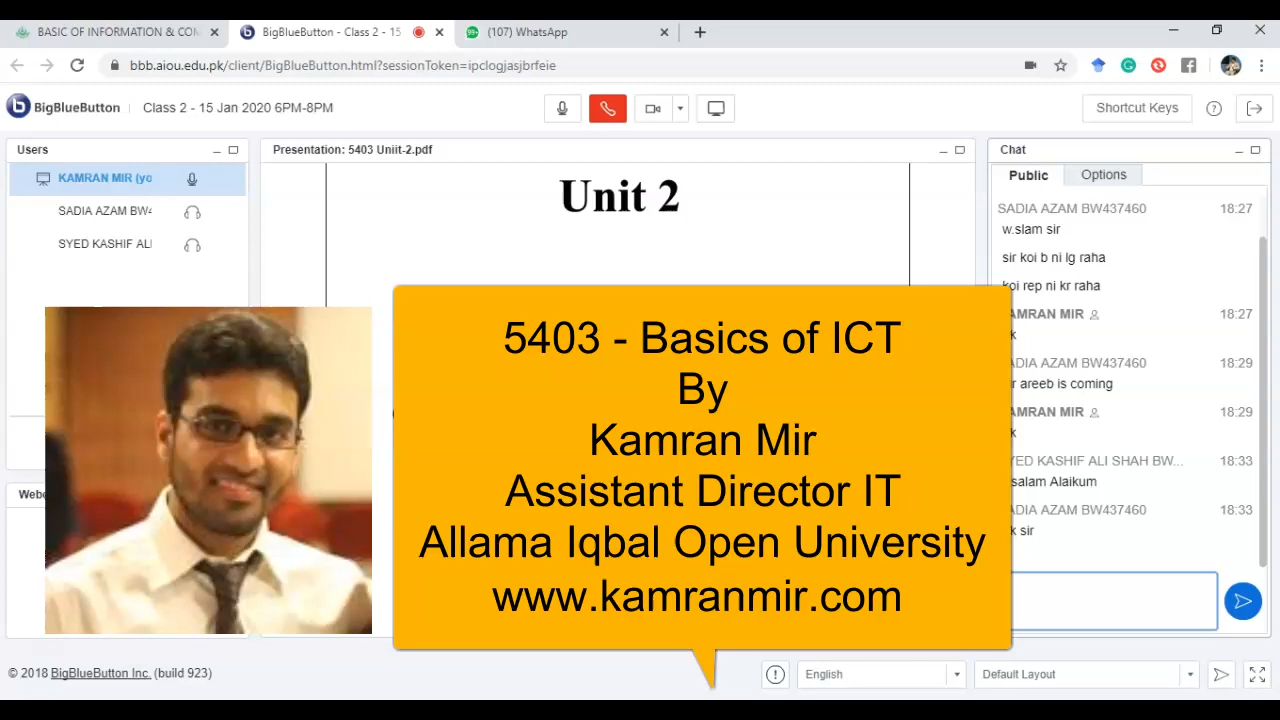 BASIC OF INFORMATION & CON
BigBlueButton - Class 2 - 15
(107) WhatsApp
bbb.aiou.edu.pk/client/BigBlueButton.html?sessionToken=ipclogjasjbrfeie
BigBlueButton
Class 2 - 15 Jan 2020 6PM-8PM
Shortcut Keys
Users
KAMRAN MIR (yo
SADIA AZAM BW4
SYED KASHIF ALI
Presentation: 5403 Uniit-2.pdf
Unit 2
5403 - Basics of ICT
By
Kamran Mir
Assistant Director IT
Allama Iqbal Open University
www.kamranmir.com
Chat
Public Options
SADIA AZAM BW437460 18:27
w.slam sir
sir koi b ni lg raha
koi rep ni kr raha
AMRAN MIR 18:27
k
ADIA AZAM BW437460 18:29
r areeb is coming
AMRAN MIR 18:29
k
YED KASHIF ALI SHAH BW... 18:33
salam Alaikum
ADIA AZAM BW437460 18:33
k sir
Webc
© 2018 BigBlueButton Inc. (build 923)
English
Default Layout